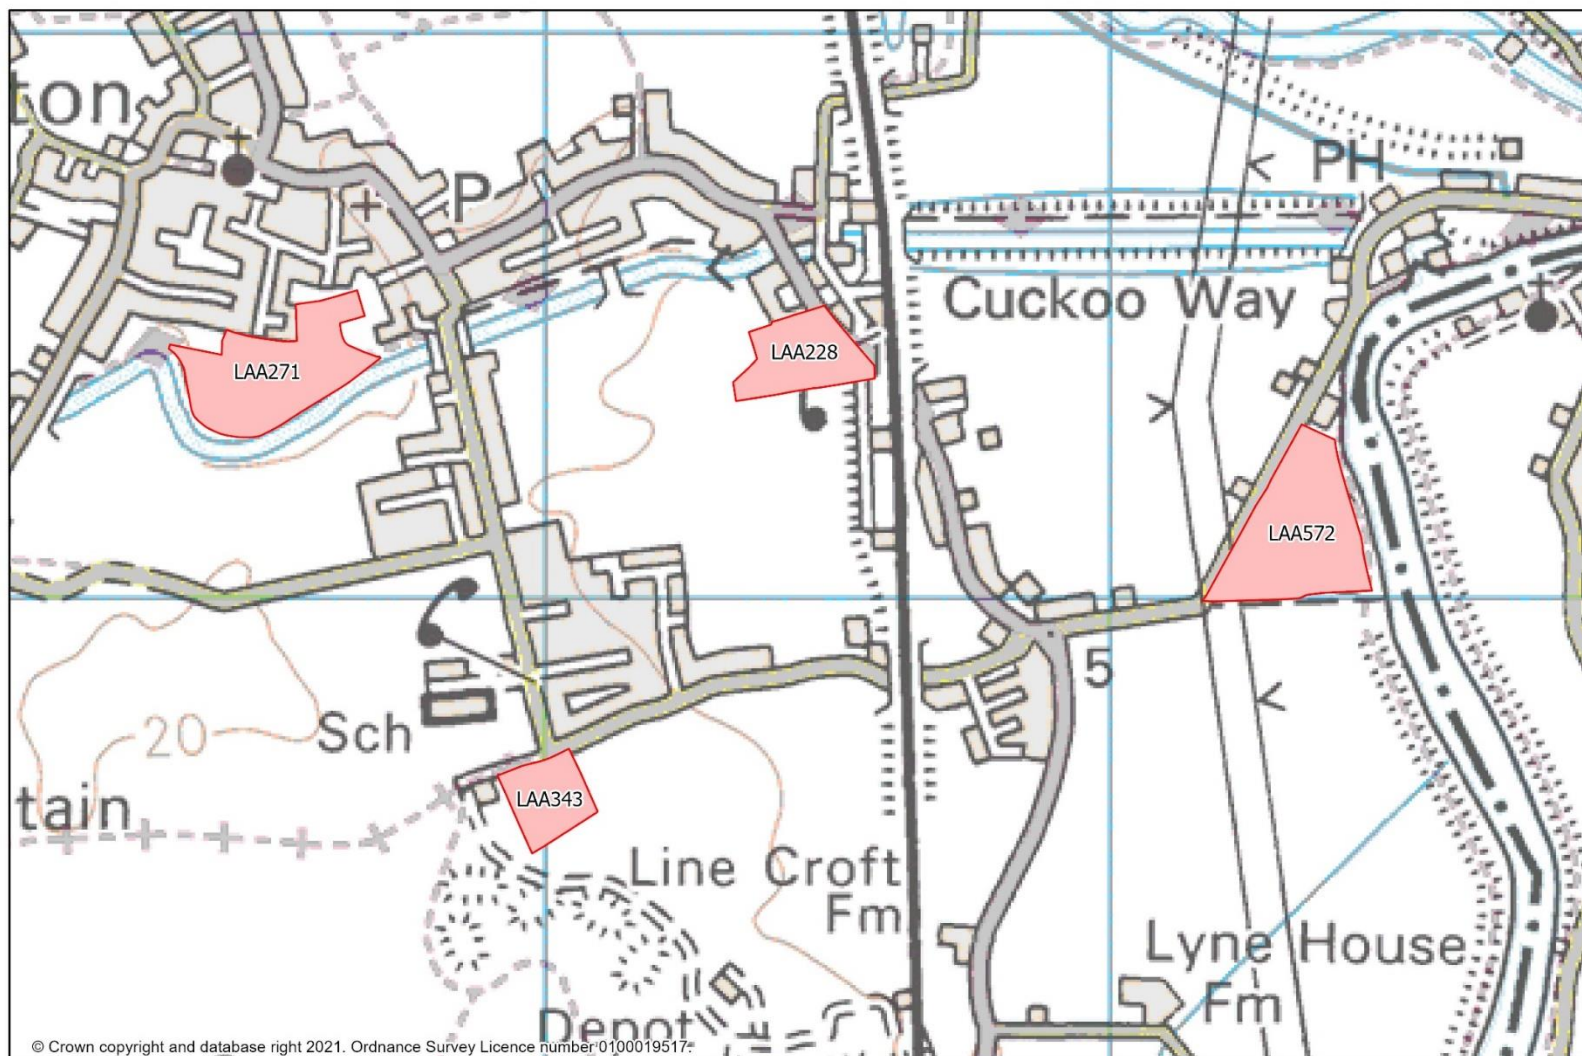 ton
P
PH
Cuckoo Way
LAA271
LAA228
LAA572
5
Sch
20
LAA343
tain
Line Croft
Fm
Lyne House
Fm
Depot
© Crown copyright and database right 2021. Ordnance Survey Licence number 0100019517.